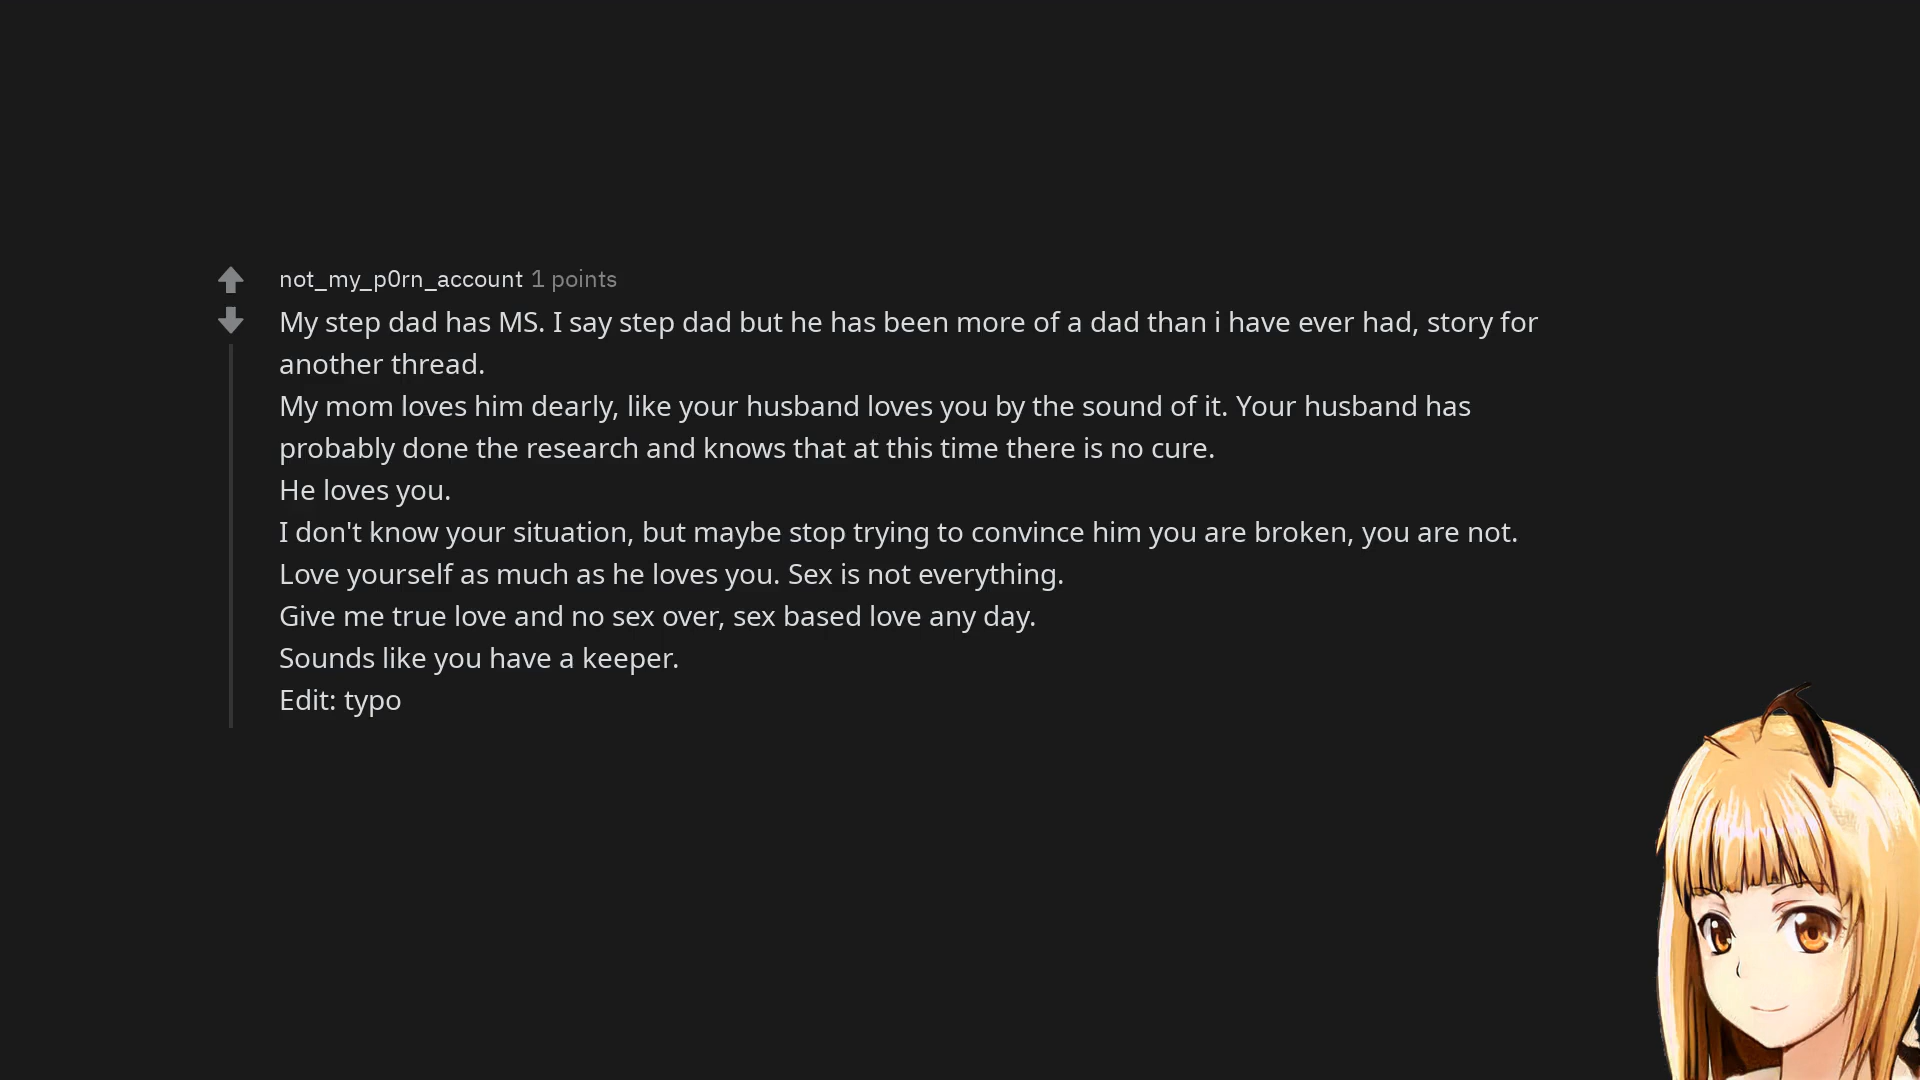 not_my_p0rn_account 1 points
My step dad has MS. I say step dad but he has been more of a dad than i have ever had, story for
another thread.
My mom loves him dearly, like your husband loves you by the sound of it. Your husband has
probably done the research and knows that at this time there is no cure.
He loves you.
I don't know your situation, but maybe stop trying to convince him you are broken, you are not.
Love yourself as much as he loves you. Sex is not everything.
Give me true love and no sex over, sex based love any day.
Sounds like you have a keeper.
Edit: typo